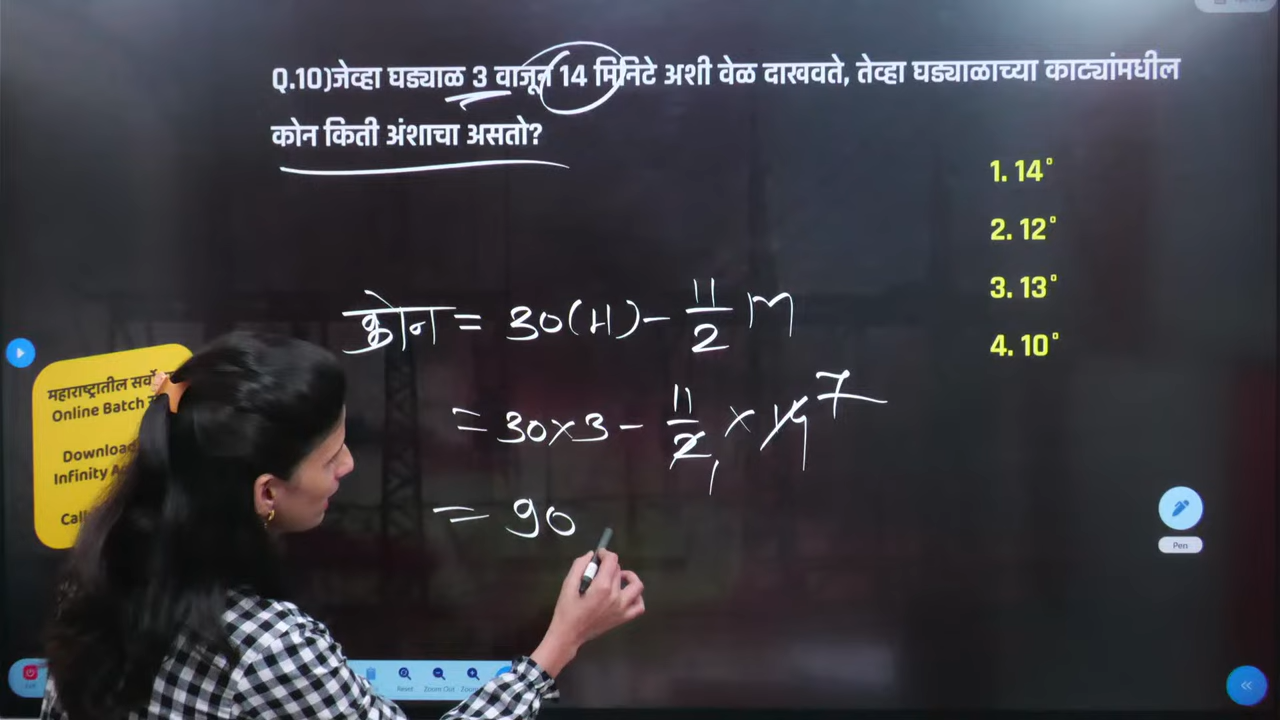 Q.10)जेव्हा घड्याळ 3 वाजून 14 मिनिटे अशी वेळ दाखवते, तेव्हा घड्याळाच्या काट्यांमधील
कोन किती अंशाचा असतो?
1. 14°
2. 12°
3. 13°
4. 10°
कोन = 30(H) - 11/2 M
= 30×3 - 11/2 × 14 7
1
= 90
महाराष्ट्रातील
Online Batch
Download
Infinity
Call
Pen
Reset
Zoom Out